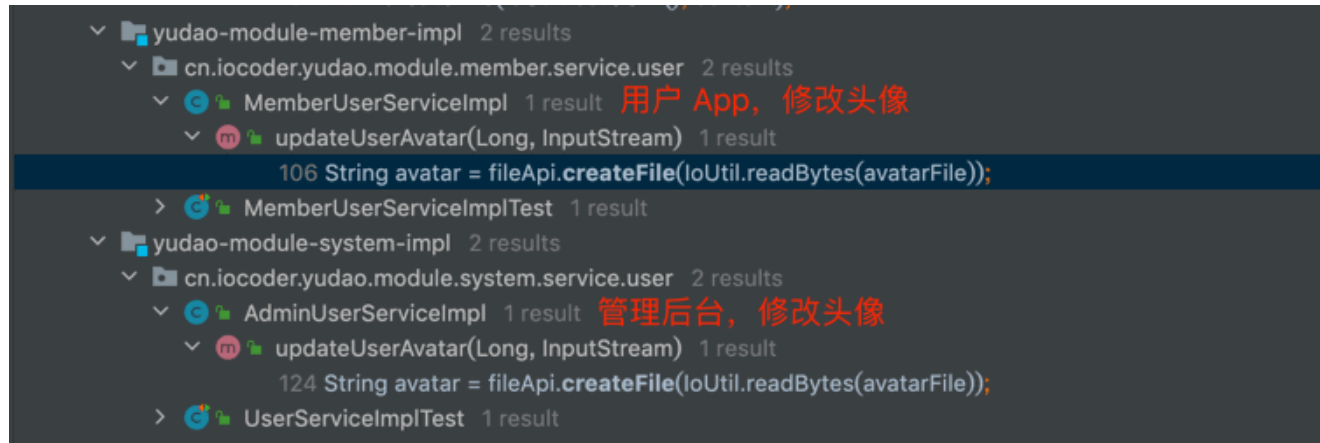 yudao-module-member-impl 2 results
cn.iocoder.yudao.module.member.service.user 2 results
MemberUserServiceImpl 1 result 用户 App，修改头像
m updateUserAvatar(Long, InputStream) 1 result
106 String avatar = fileApi.createFile(IoUtil.readBytes(avatarFile));
MemberUserServiceImplTest 1 result
yudao-module-system-impl 2 results
cn.iocoder.yudao.module.system.service.user 2 results
C AdminUserServiceImpl 1 result 管理后台，修改头像
m updateUserAvatar(Long, InputStream) 1 result
124 String avatar = fileApi.createFile(IoUtil.readBytes(avatarFile));
UserServiceImplTest 1 result